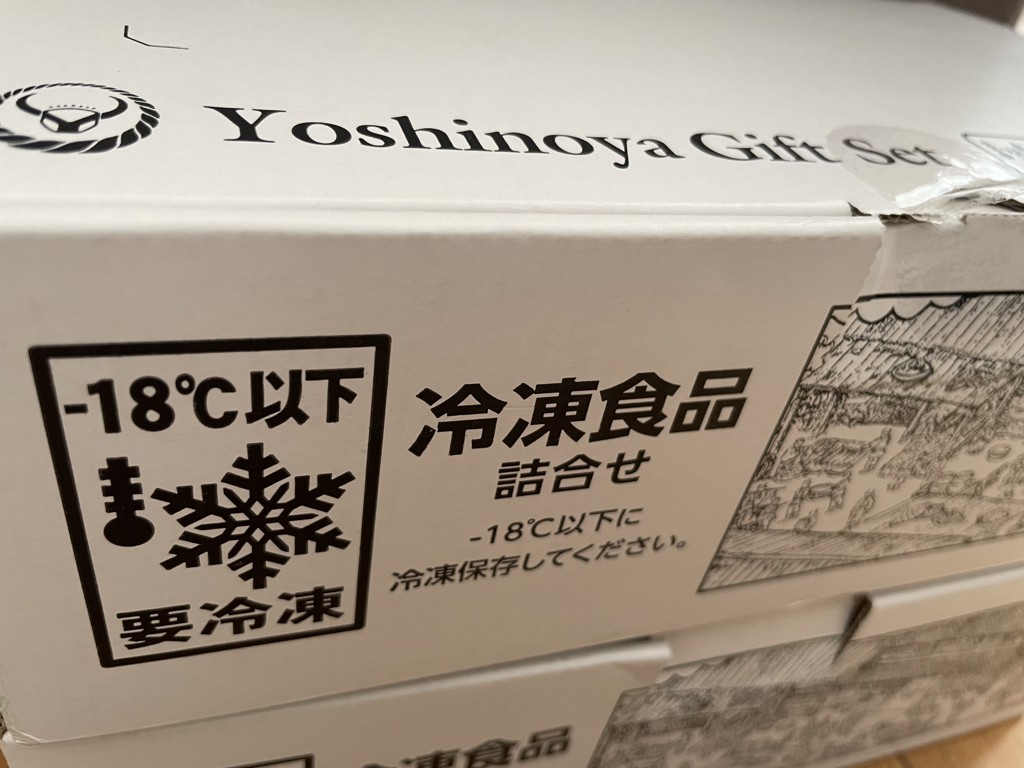 Yoshinoya Gift Set
-18℃以下
要冷凍
冷凍食品
詰合せ
-18℃以下に
冷凍保存してください。
冷凍食品